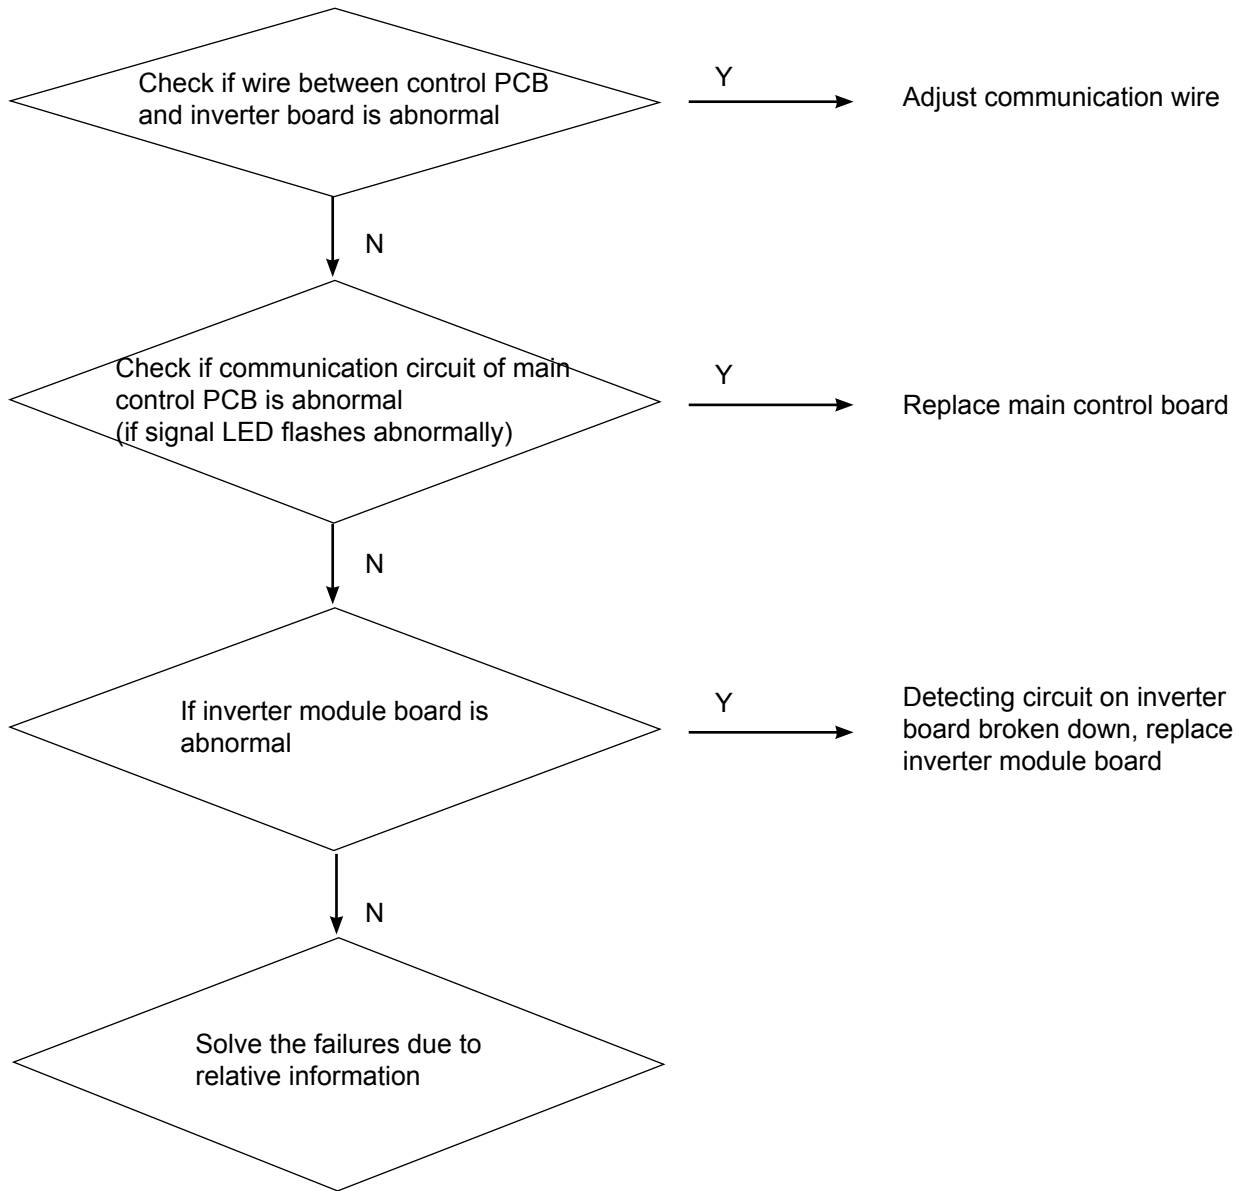 Check if wire between control PCB
and inverter board is abnormal
Y
Adjust communication wire
N
Check if communication circuit of main
control PCB is abnormal
(if signal LED flashes abnormally)
Y
Replace main control board
N
If inverter module board is
abnormal
Y
Detecting circuit on inverter
board broken down, replace
inverter module board
N
Solve the failures due to
relative information